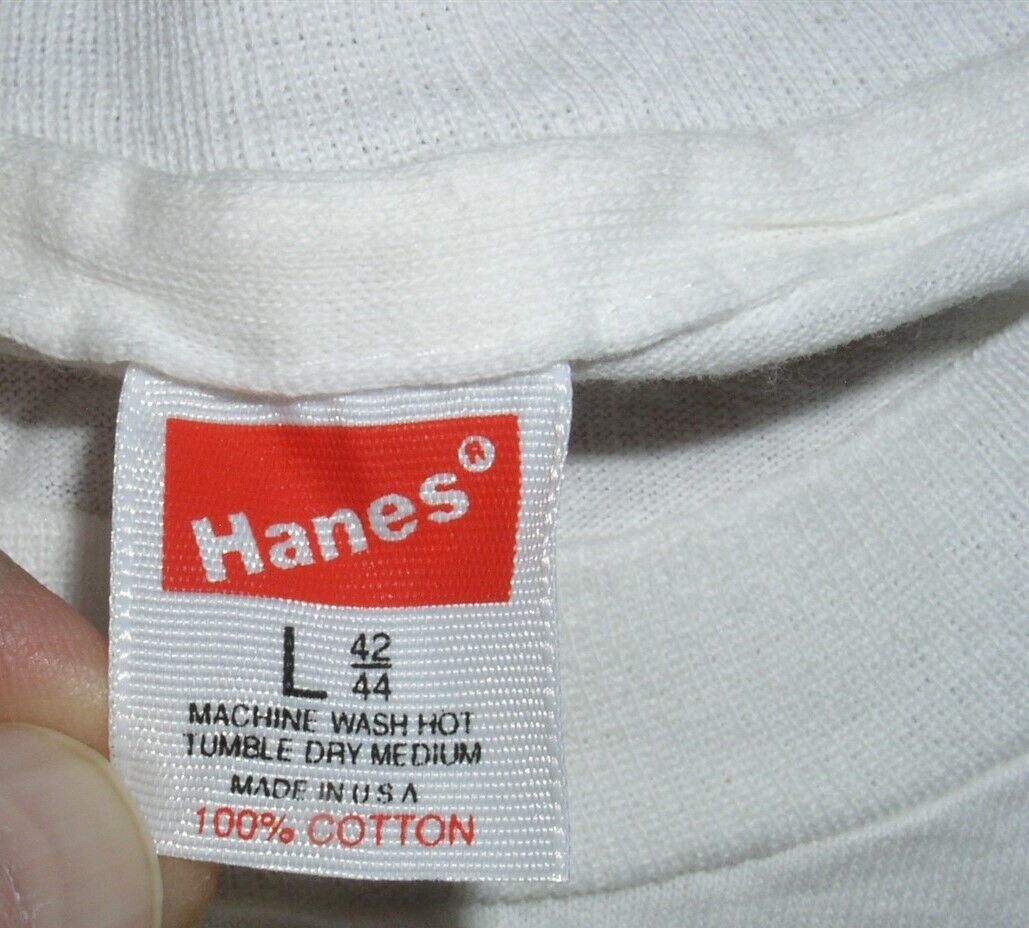 Hanes®
L 42/44
MACHINE WASH HOT
TUMBLE DRY MEDIUM
MADE IN U S A
100% COTTON